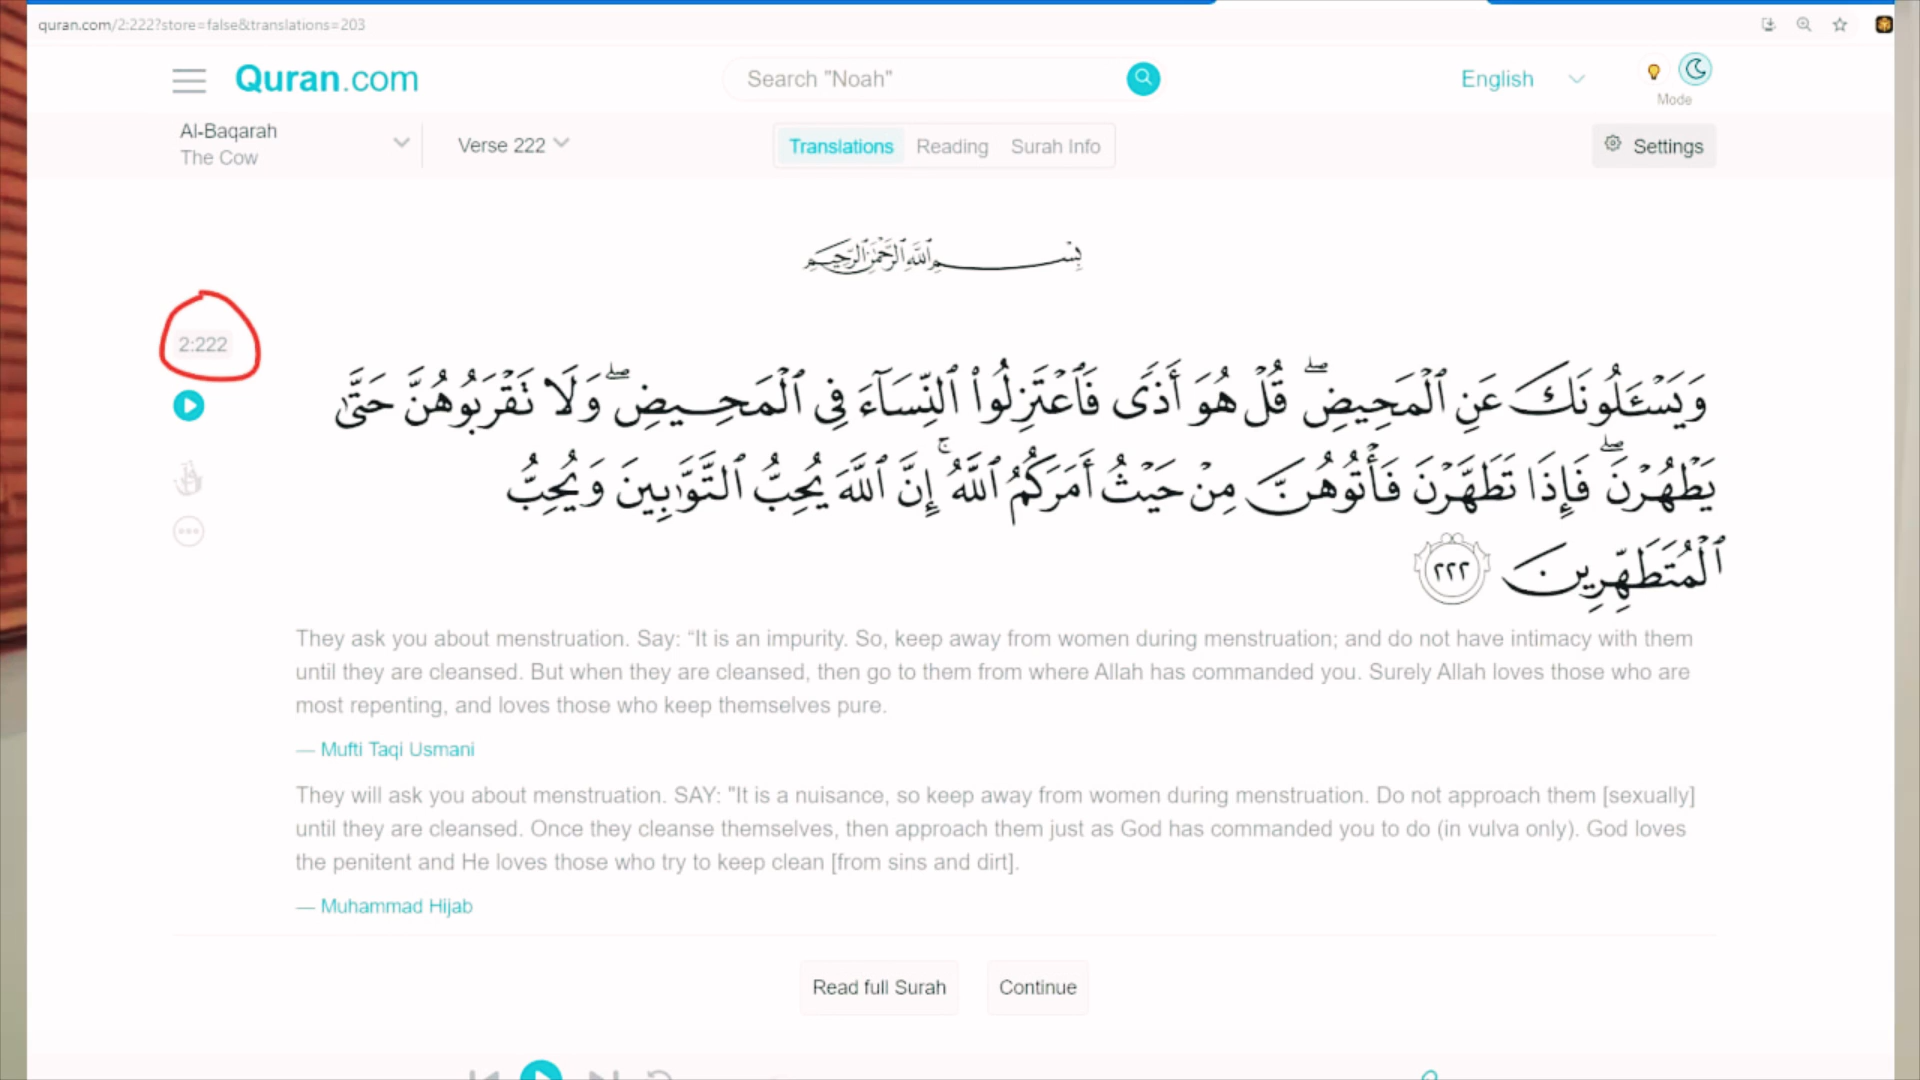 quran.com/2:222?store=false&translations=203
Quran.com
Search "Noah"
English
Mode
Al-Baqarah
The Cow
Verse 222
Translations
Reading
Surah Info
Settings
بِسْمِ ٱللَّهِ ٱلرَّحْمَٰنِ ٱلرَّحِيمِ
2:222
وَيَسْـَٔلُونَكَ عَنِ ٱلْمَحِيضِ ۖ قُلْ هُوَ أَذًى فَٱعْتَزِلُوا۟ ٱلنِّسَآءَ فِى ٱلْمَحِيضِ ۖ وَلَا تَقْرَبُوهُنَّ حَتَّىٰ
يَطْهُرْنَ ۖ فَإِذَا تَطَهَّرْنَ فَأْتُوهُنَّ مِنْ حَيْثُ أَمَرَكُمُ ٱللَّهُ ۚ إِنَّ ٱللَّهَ يُحِبُّ ٱلتَّوَّٰبِينَ وَيُحِبُّ
ٱلْمُتَطَهِّرِينَ ٢٢٢
They ask you about menstruation. Say: “It is an impurity. So, keep away from women during menstruation; and do not have intimacy with them
until they are cleansed. But when they are cleansed, then go to them from where Allah has commanded you. Surely Allah loves those who are
most repenting, and loves those who keep themselves pure.
— Mufti Taqi Usmani
They will ask you about menstruation. SAY: "It is a nuisance, so keep away from women during menstruation. Do not approach them [sexually]
until they are cleansed. Once they cleanse themselves, then approach them just as God has commanded you to do (in vulva only). God loves
the penitent and He loves those who try to keep clean [from sins and dirt].
— Muhammad Hijab
Read full Surah
Continue